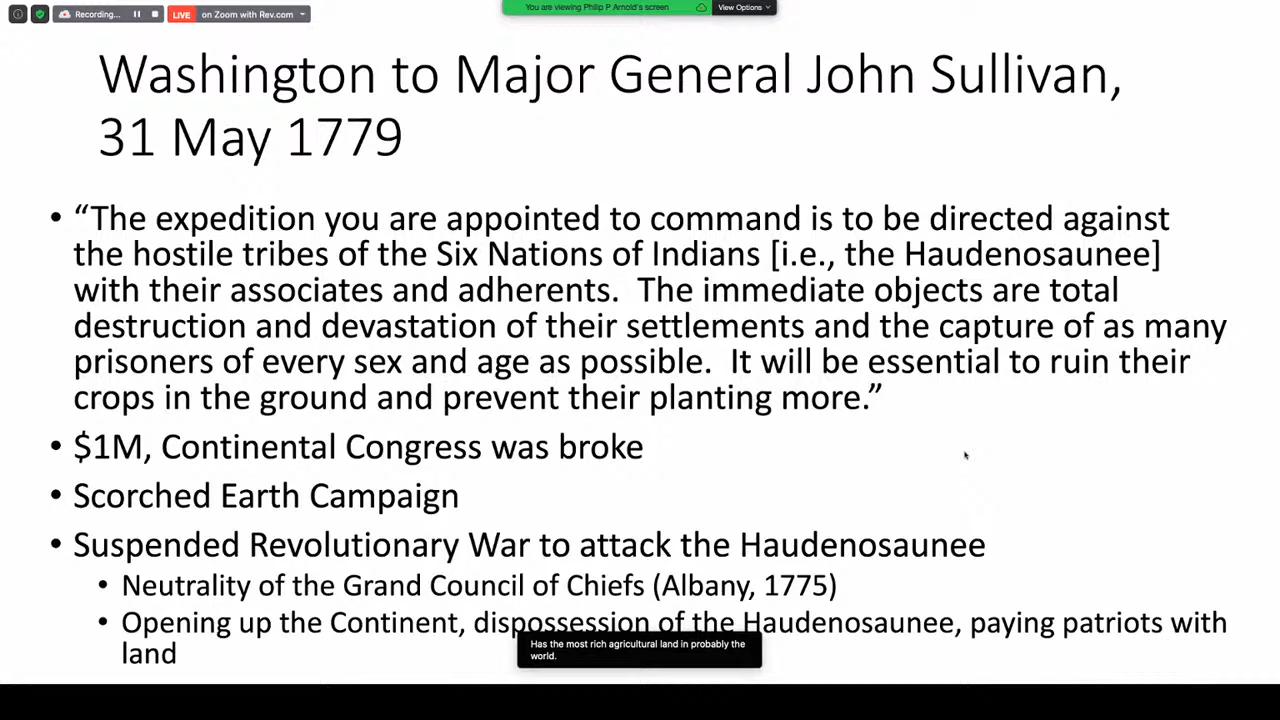 Recording...
LIVE on Zoom with Rev.com
You are viewing Philip P Arnold's screen
View Options
Washington to Major General John Sullivan,
31 May 1779
• “The expedition you are appointed to command is to be directed against
the hostile tribes of the Six Nations of Indians [i.e., the Haudenosaunee]
with their associates and adherents.  The immediate objects are total
destruction and devastation of their settlements and the capture of as many
prisoners of every sex and age as possible.  It will be essential to ruin their
crops in the ground and prevent their planting more.”
• $1M, Continental Congress was broke
• Scorched Earth Campaign
• Suspended Revolutionary War to attack the Haudenosaunee
• Neutrality of the Grand Council of Chiefs (Albany, 1775)
• Opening up the Continent, dispossession of the Haudenosaunee, paying patriots with
land
Has the most rich agricultural land in probably the
world.